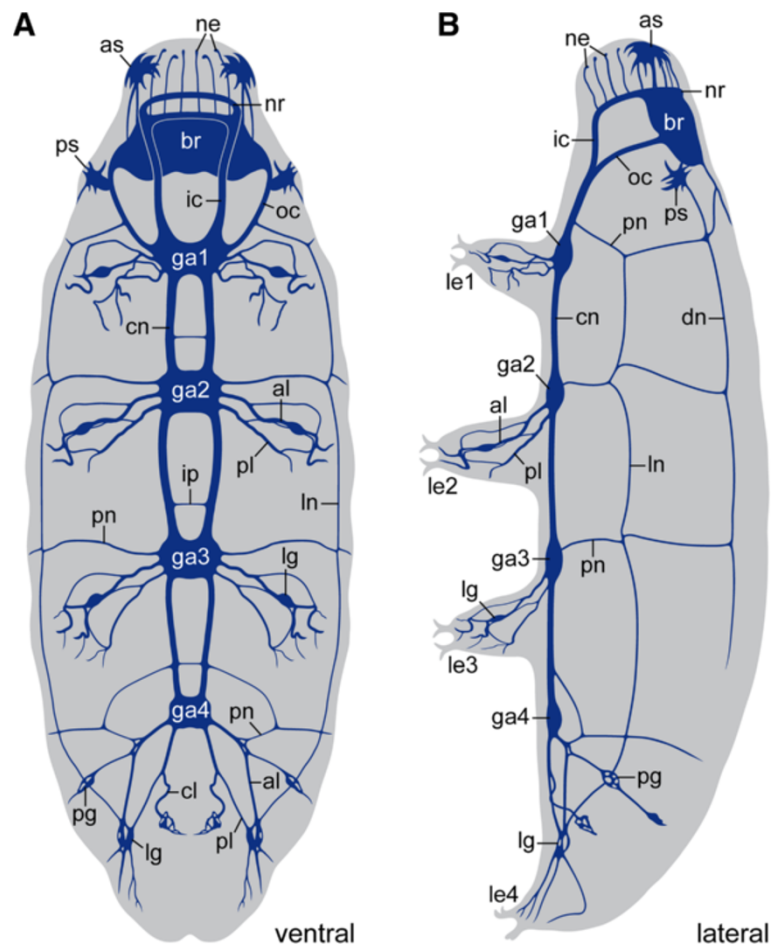 A
ne
as
nr
br
ps
ic
oc
ga1
cn
ga2
al
pl
ip
ln
pn
ga3
lg
ga4
pn
cl
al
pg
lg
pl
ventral
B
as
ne
nr
br
ic
oc
ps
ga1
pn
le1
cn
dn
ga2
al
pl
ln
le2
ga3
pn
lg
le3
ga4
pg
lg
le4
lateral